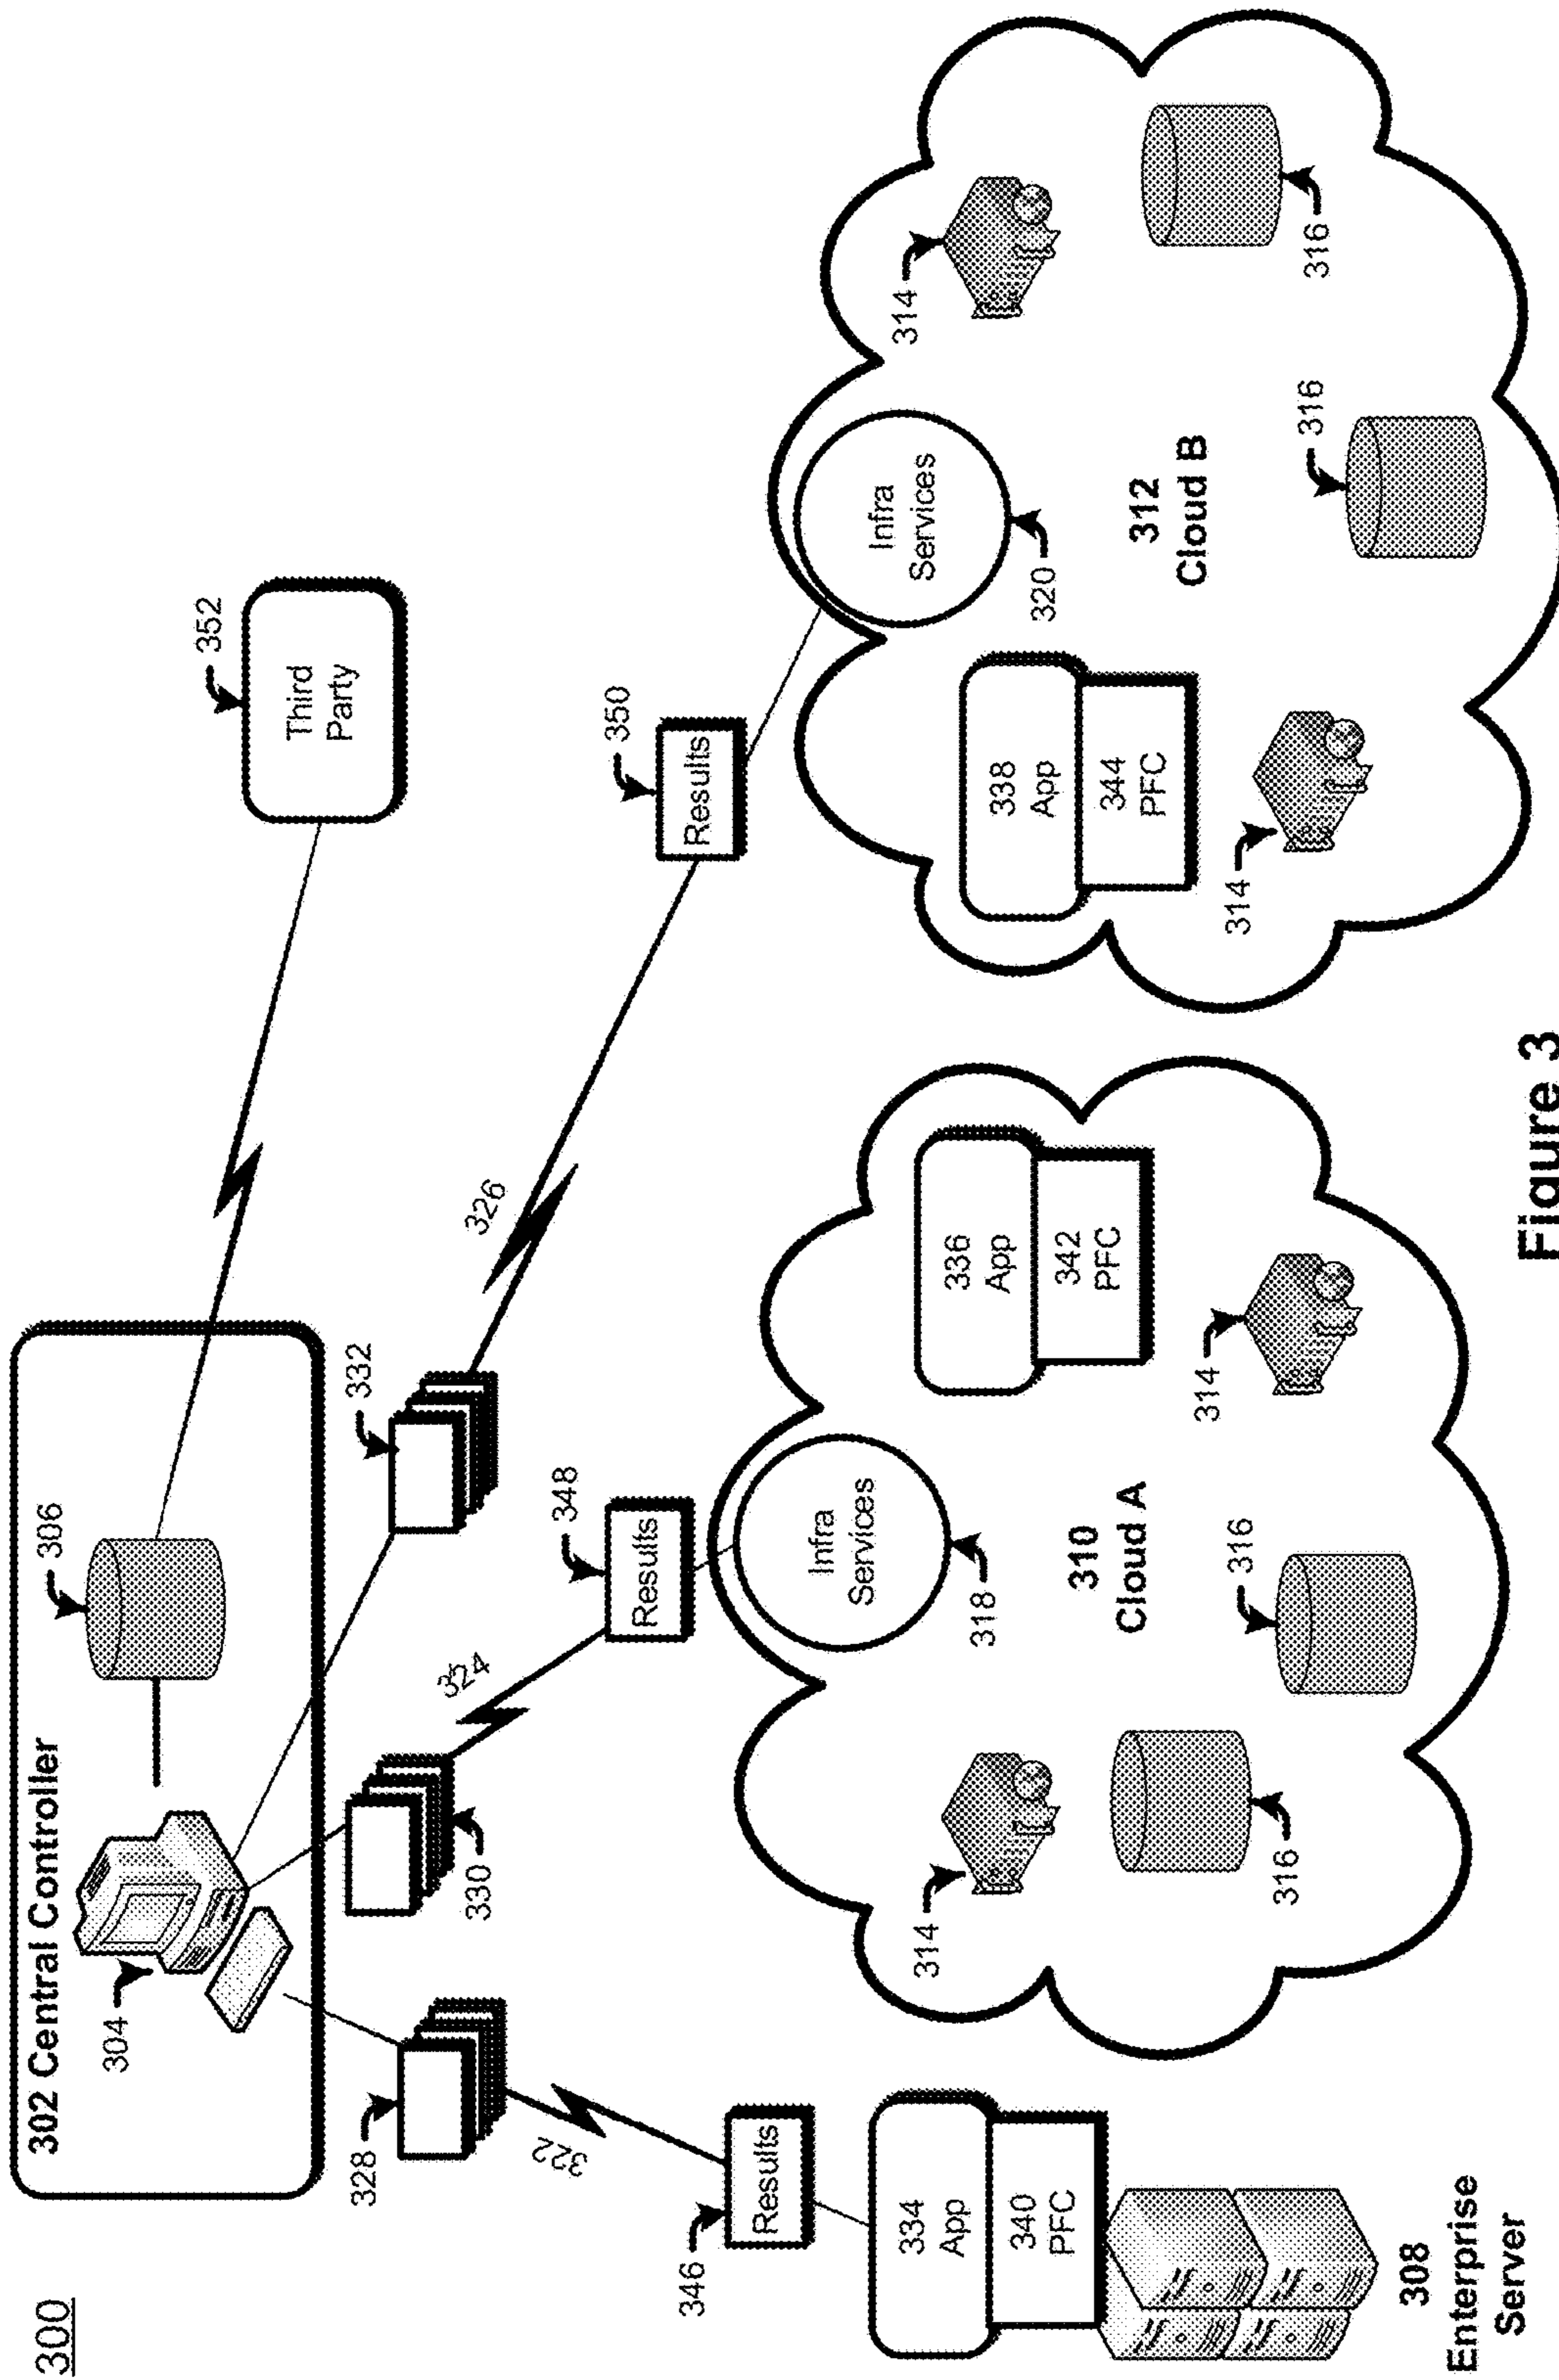 300
302 Central Controller
304
306
352
Third
Party
328
330
332
322
324
326
346
Results
348
Results
350
Results
334
App
340
PFC
308
Enterprise
Server
Infra
Services
318
336
App
342
PFC
310
Cloud A
314
314
316
316
Infra
Services
320
338
App
344
PFC
312
Cloud B
314
314
316
316
Figure 3